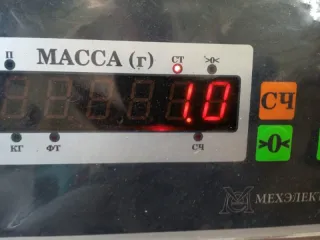 П МАССА (г) СТ >0<
1.0
СЧ
КГ ФТ СЧ >0<
МЕХЭЛЕКТ